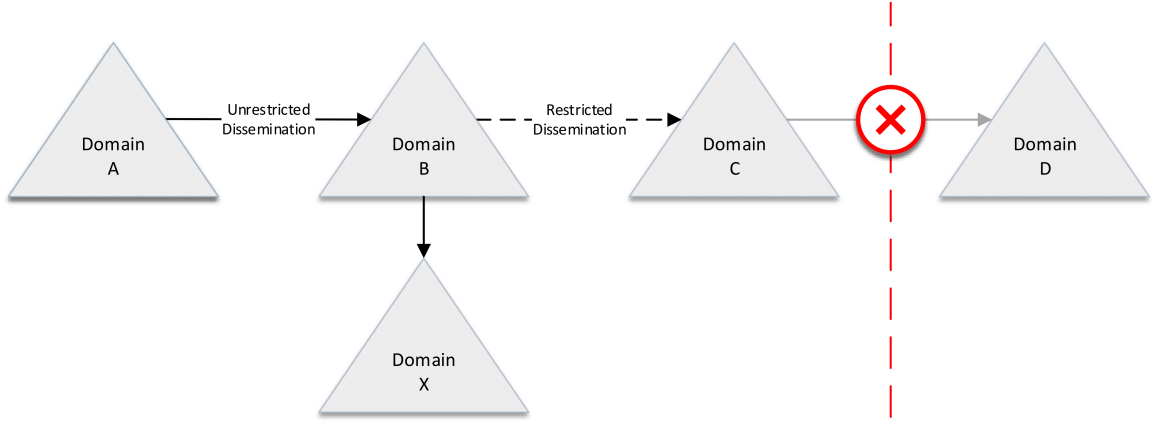 Unrestricted
Dissemination
Restricted
Dissemination
Domain
A
Domain
B
Domain
C
Domain
D
Domain
X